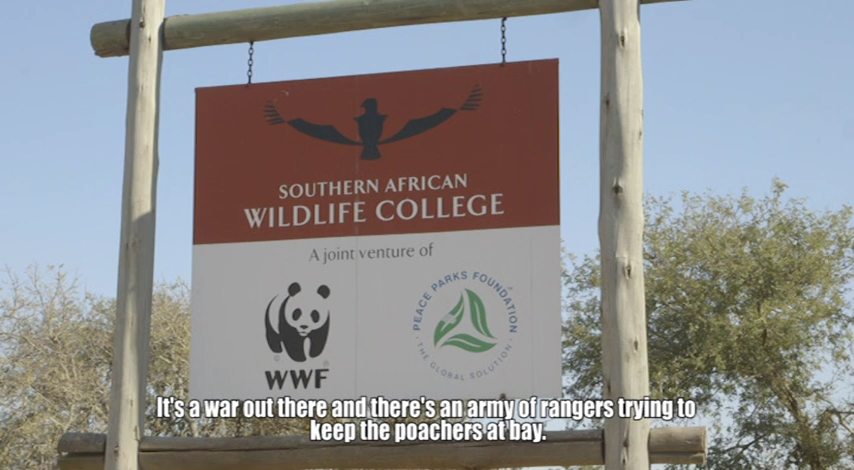 SOUTHERN AFRICAN
WILDLIFE COLLEGE
A joint venture of
PEACE PARKS FOUNDATION
· THE GLOBAL SOLUTION ·
WWF
It's a war out there and there's an army of rangers trying to
keep the poachers at bay.